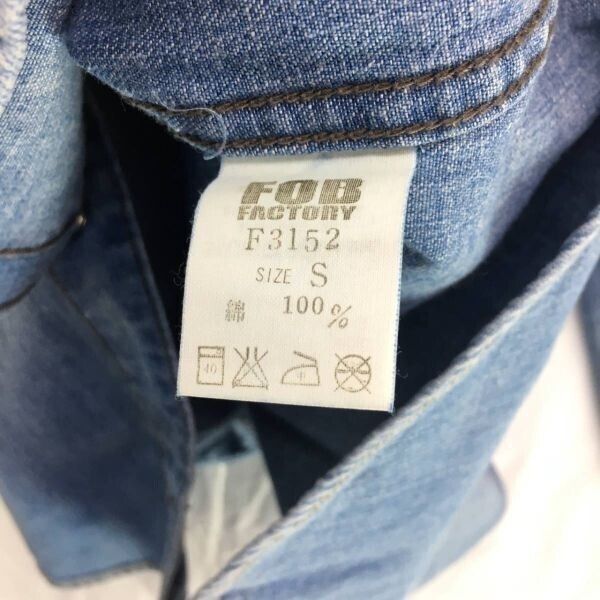 FOB
FACTORY
F3152
SIZE S
綿 100%
40